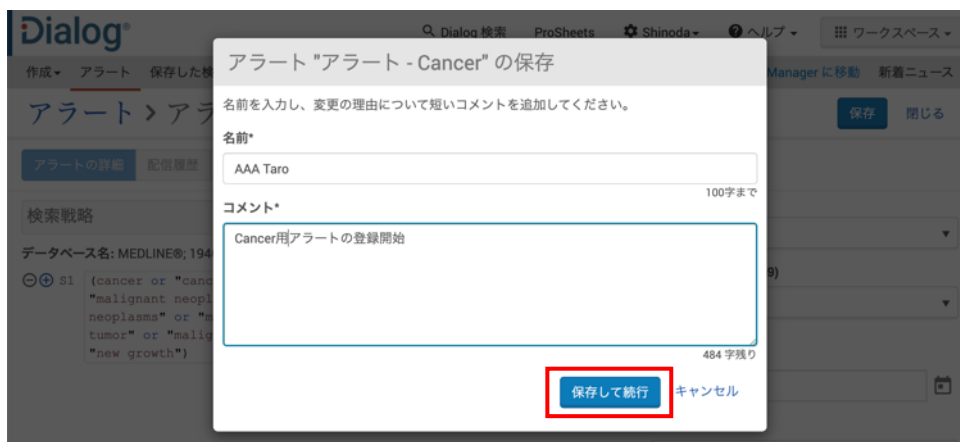 Dialog®
Dialog 検索 ProSheets Shinoda ヘルプ ワークスペース
作成 アラート 保存した検 Manager に移動 新着ニュース
アラート > アラ 保存 閉じる
アラートの詳細 配信履歴
検索戦略
データベース名: MEDLINE®; 194
S1 (cancer or "canc
"malignant neopl
neoplasms" or "m
tumor" or "malig
"new growth")
9)
アラート "アラート - Cancer" の保存
名前を入力し、変更の理由について短いコメントを追加してください。
名前*
AAA Taro
100字まで
コメント*
Cancer用アラートの登録開始
484 字残り
保存して続行 キャンセル